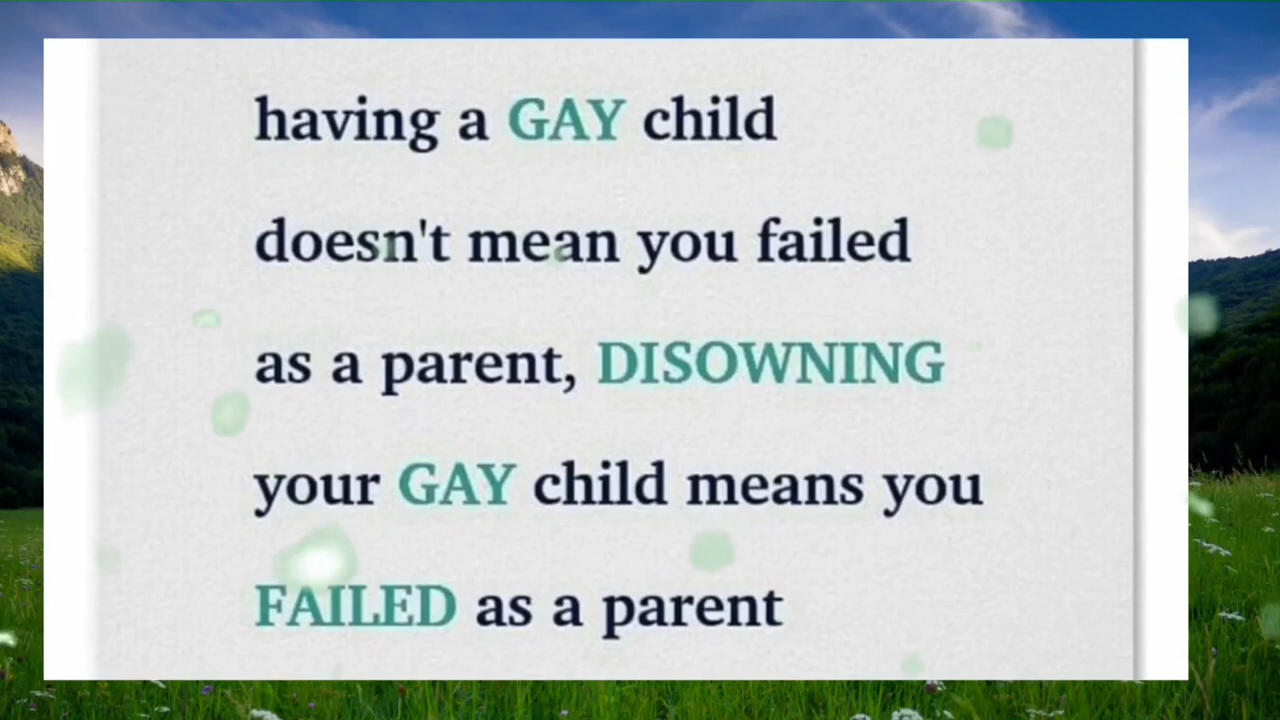 having a GAY child
doesn't mean you failed
as a parent, DISOWNING
your GAY child means you
FAILED as a parent